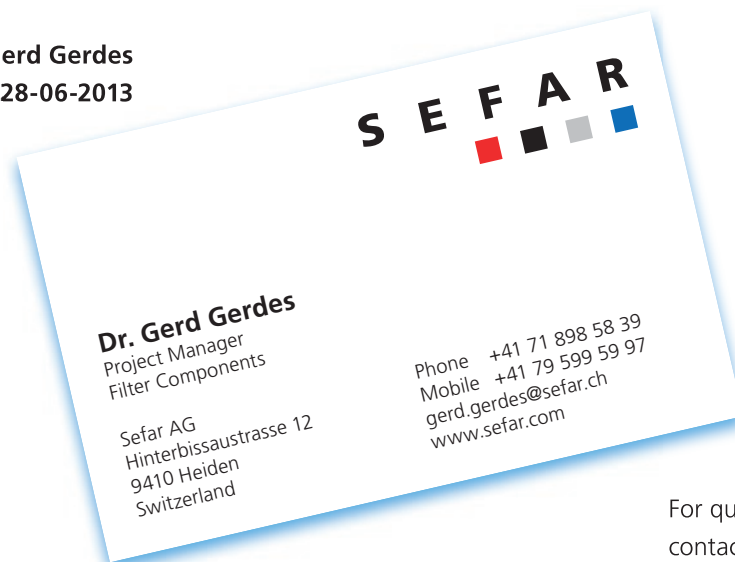 erd Gerdes
28-06-2013
S E F A R
Dr. Gerd Gerdes
Project Manager
Filter Components
Sefar AG
Hinterbissaustrasse 12
9410 Heiden
Switzerland
Phone +41 71 898 58 39
Mobile +41 79 599 59 97
gerd.gerdes@sefar.ch
www.sefar.com
For qu
contac